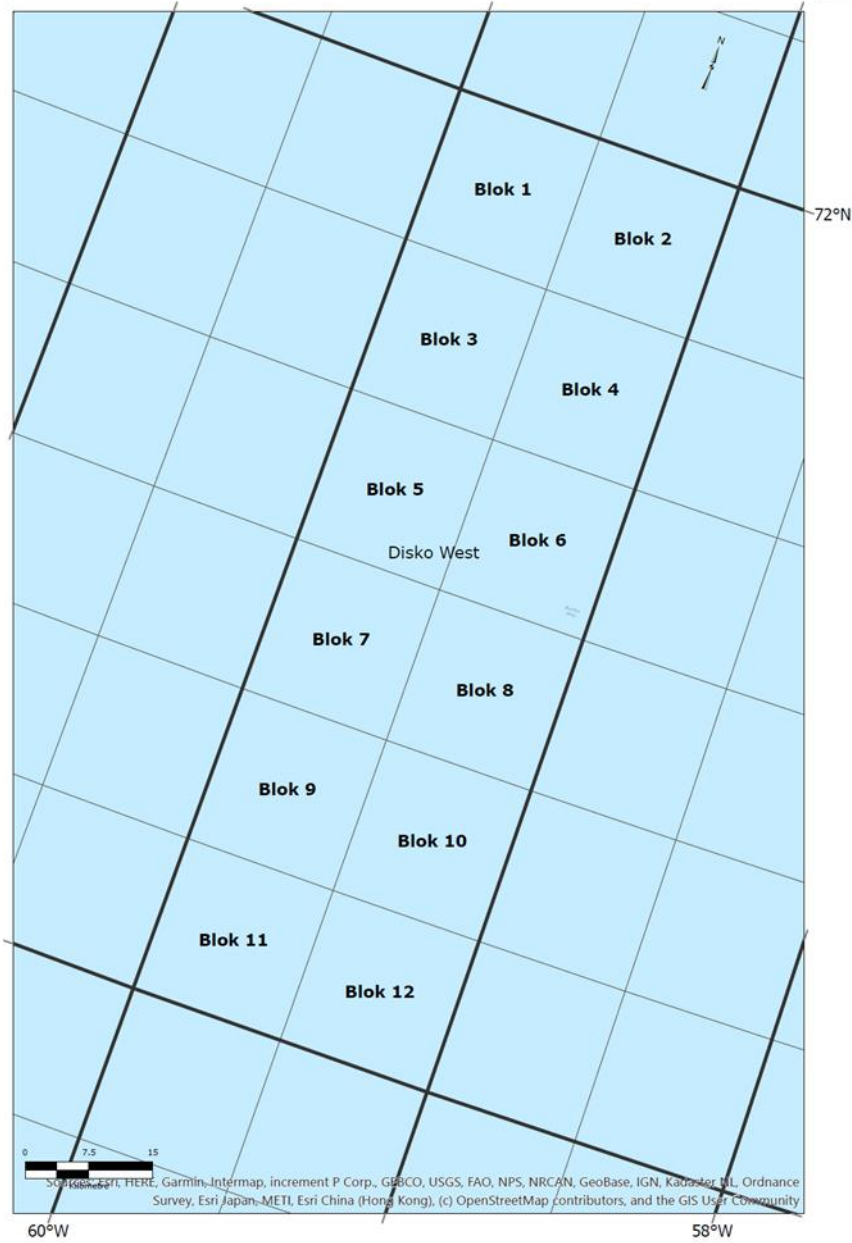 N
72°N
Blok 1
Blok 2
Blok 3
Blok 4
Blok 5
Blok 6
Disko West
Blok 7
Blok 8
Blok 9
Blok 10
Blok 11
Blok 12
0 7.5 15
Kilometre
Sources: Esri, HERE, Garmin, Intermap, increment P Corp., GEBCO, USGS, FAO, NPS, NRCAN, GeoBase, IGN, Kadaster NL, Ordnance
Survey, Esri Japan, METI, Esri China (Hong Kong), (c) OpenStreetMap contributors, and the GIS User Community
60°W 58°W